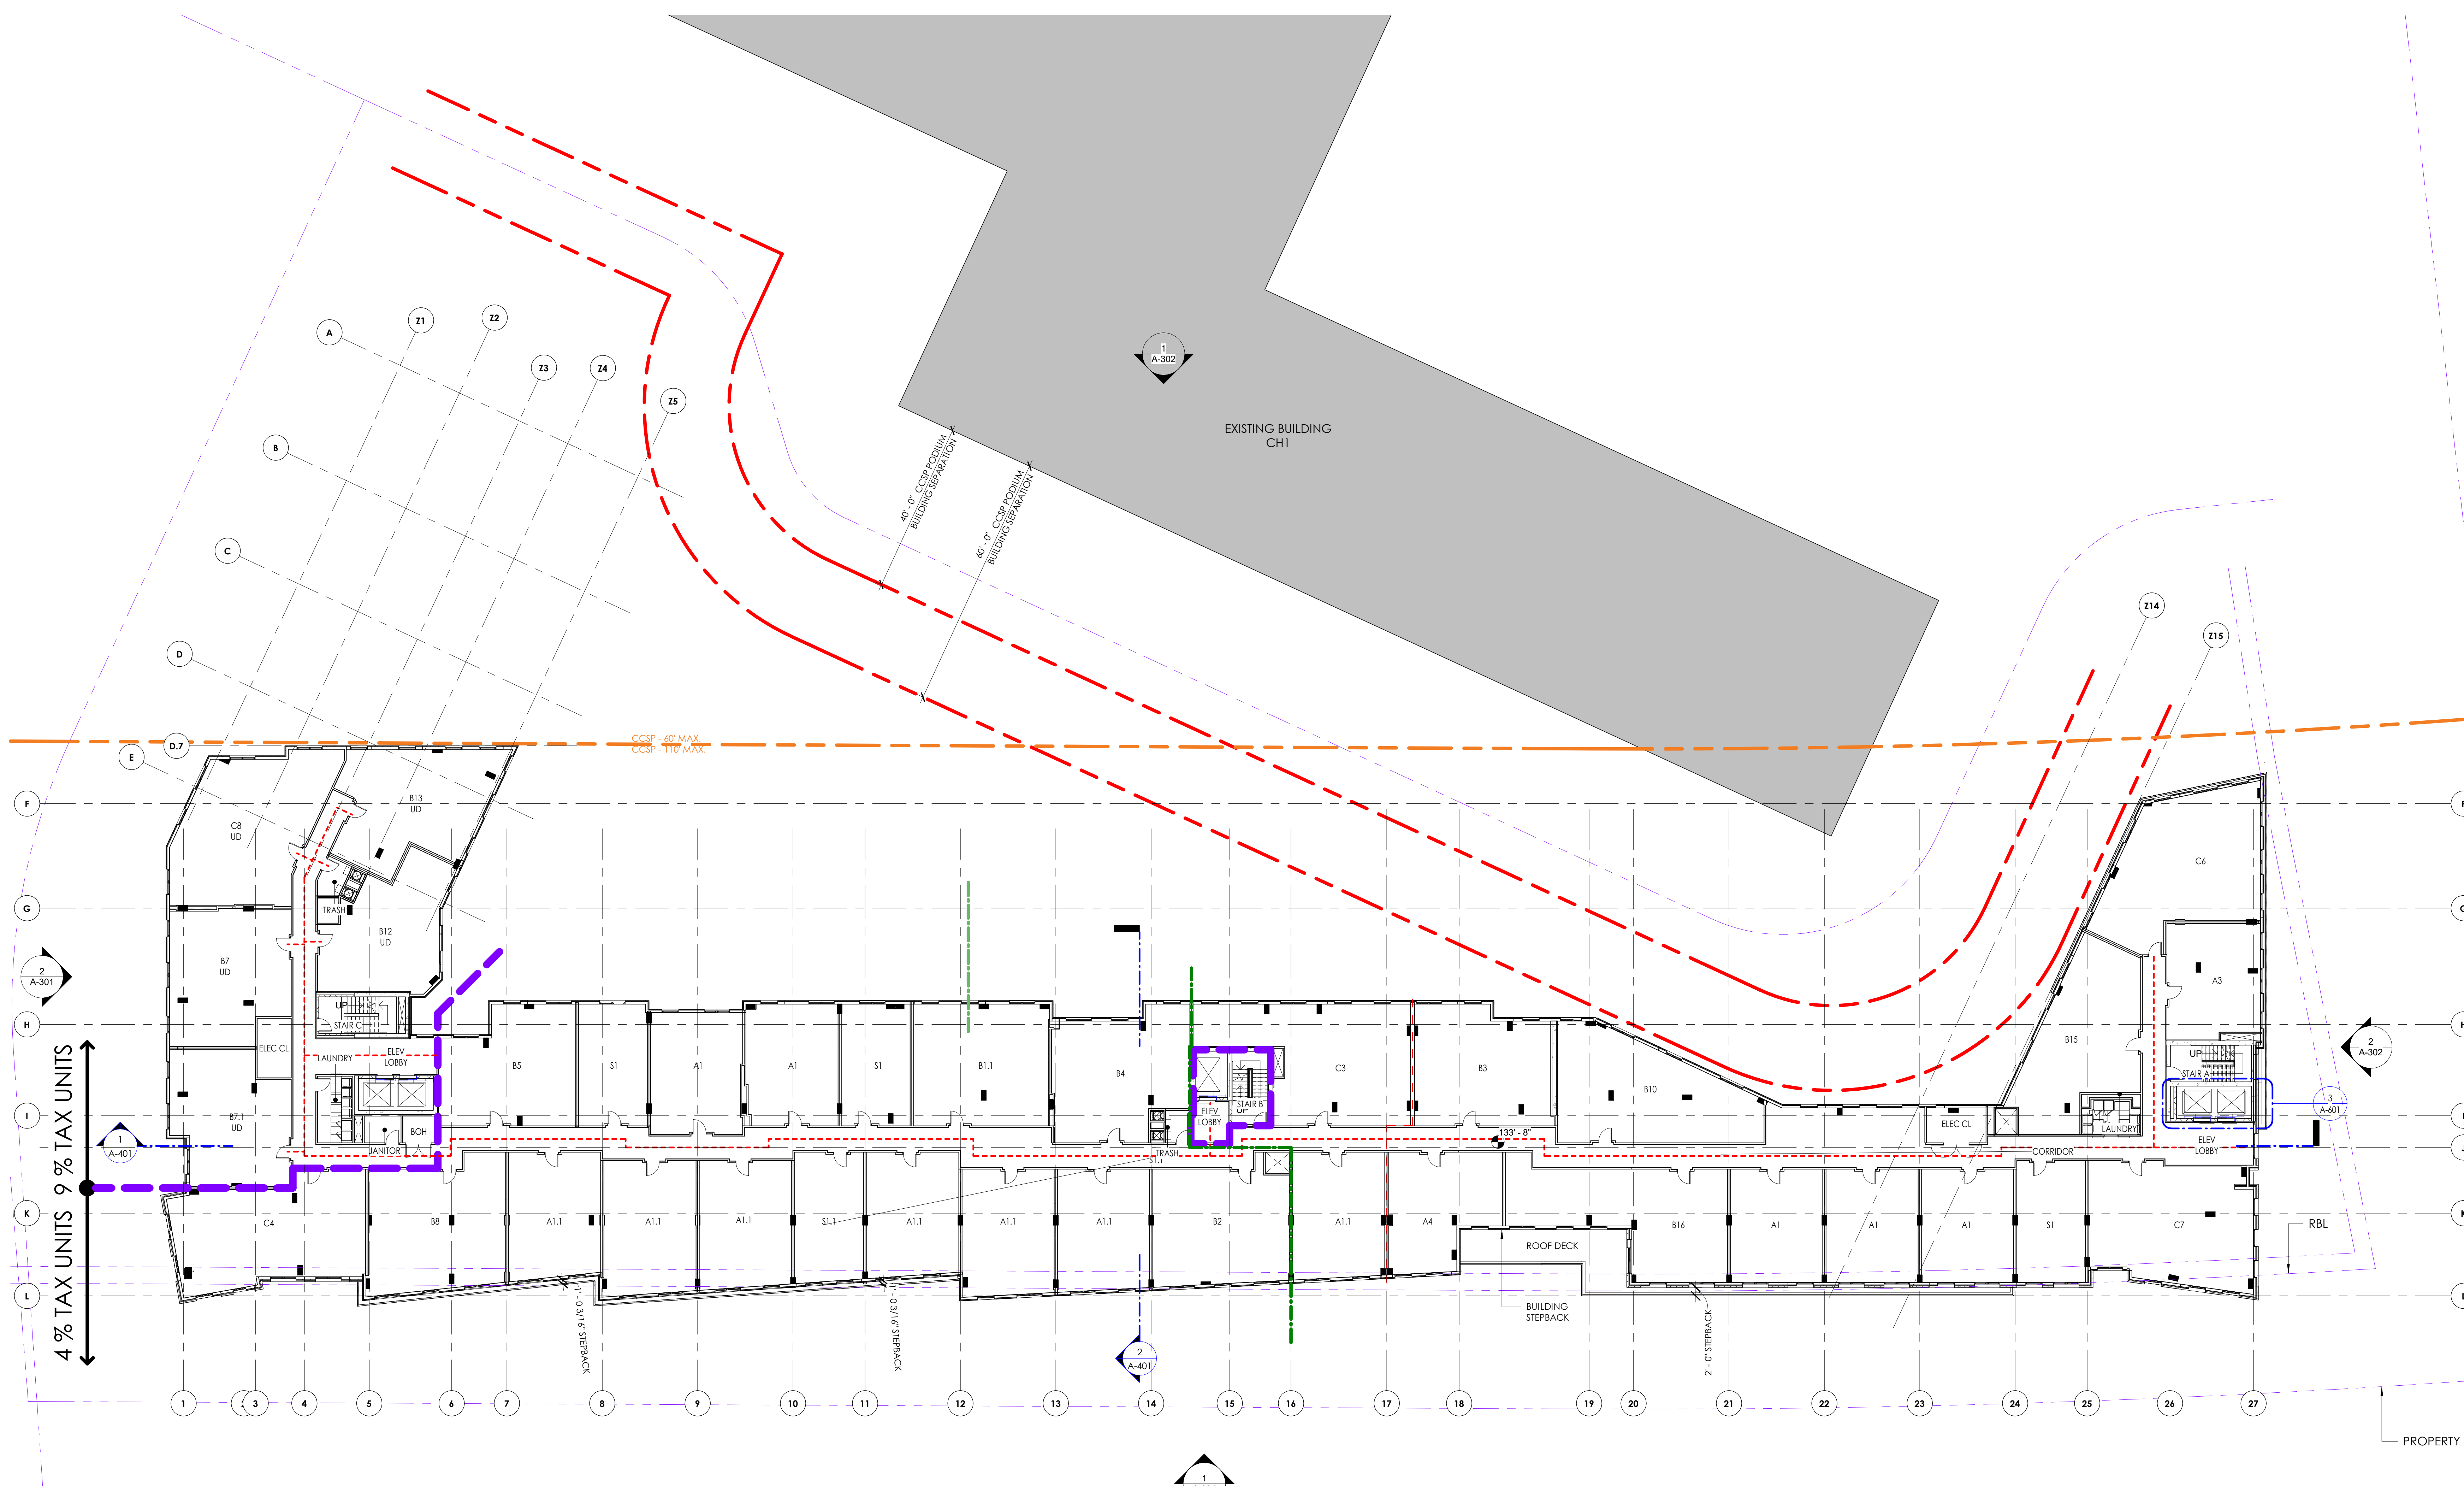 Z1
Z2
A
Z3
Z4
Z5
1
A-302
B
EXISTING BUILDING
CH1
40' - 0" CCSP PODIUM
BUILDING SEPARATION
60' - 0" CCSP PODIUM
BUILDING SEPARATION
C
D
Z14
Z15
D.7
E
CCSP - 60' MAX.
CCSP - 110' MAX.
F
B13
UD
C8
UD
C6
G
TRASH
B12
UD
B7
UD
2
A-301
A3
UP
STAIR C
H
ELEC CL
LAUNDRY
ELEV
LOBBY
B5
S1
A1
A1
S1
B1.1
B4
C3
B3
B10
B15
UP
STAIR A
2
A-302
STAIR B
UP
ELEV
LOBBY
I
B7.1
UD
BOH
JANITOR
1
A-401
133' - 8"
ELEC CL
LAUNDRY
3
A-601
TRASH
S1.1
CORRIDOR
ELEV
LOBBY
4 % TAX UNITS 9 % TAX UNITS
K
C4
B8
A1.1
A1.1
A1.1
S1.1
A1.1
A1.1
A1.1
B2
A1.1
A4
B16
A1
A1
A1
S1
C7
RBL
ROOF DECK
L
1' - 0 3/16" STEPBACK
1' - 0 3/16" STEPBACK
BUILDING
STEPBACK
2' - 0" STEPBACK
2
A-401
1
3
4
5
6
7
8
9
10
11
12
13
14
15
16
17
18
19
20
21
22
23
24
25
26
27
PROPERTY
1